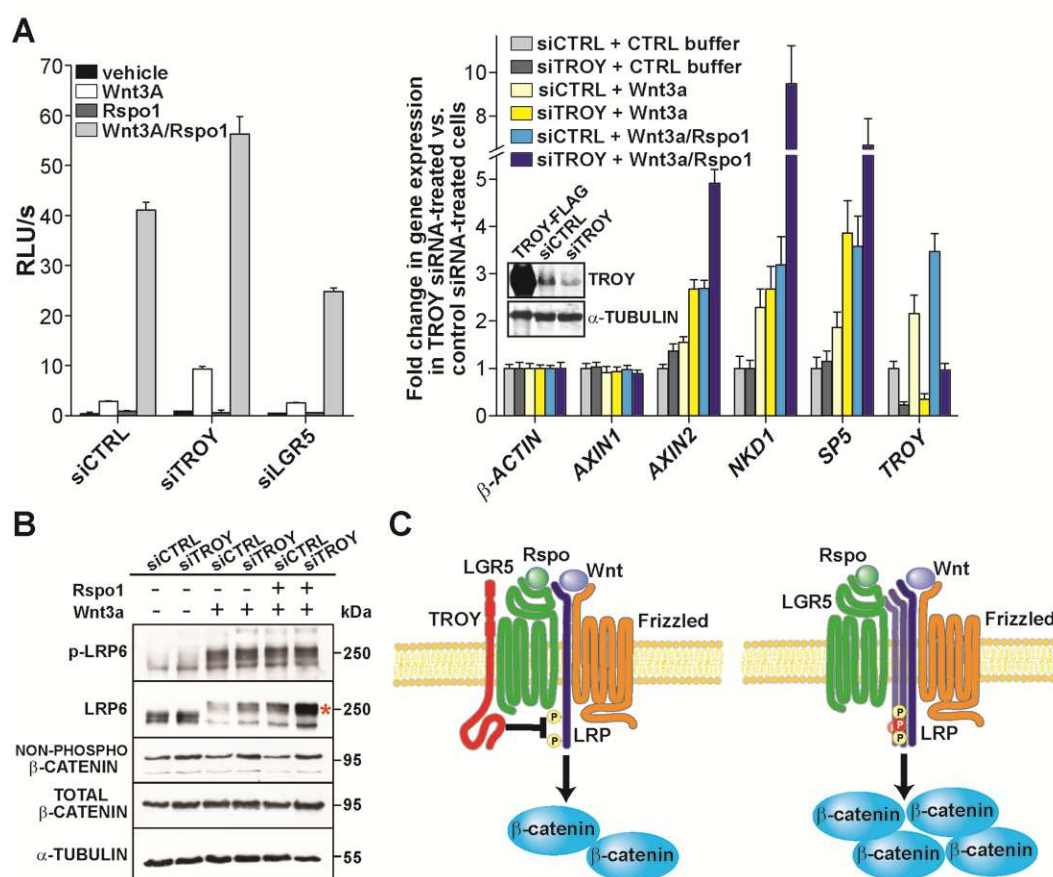 A
RLU/s
70
60
50
40
30
20
10
0
vehicle
Wnt3A
Rspo1
Wnt3A/Rspo1
siCTRL
siTROY
siLGR5
Fold change in gene expression
in TROY siRNA-treated vs.
control siRNA-treated cells
10
8
5
4
3
2
1
0
siCTRL + CTRL buffer
siTROY + CTRL buffer
siCTRL + Wnt3a
siTROY + Wnt3a
siCTRL + Wnt3a/Rspo1
siTROY + Wnt3a/Rspo1
TROY-FLAG
siCTRL
siTROY
TROY
α-TUBULIN
β-ACTIN
AXIN1
AXIN2
NKD1
SP5
TROY
B
siCTRL
siTROY
siCTRL
siTROY
siCTRL
siTROY
Rspo1 - - - - + +
Wnt3a - - + + + + kDa
p-LRP6 250
LRP6 250 *
NON-PHOSPHO
β-CATENIN 95
TOTAL
β-CATENIN 95
α-TUBULIN 55
C
Rspo
LGR5
Wnt
TROY
Frizzled
P
P
LRP
β-catenin
β-catenin
Rspo
Wnt
LGR5
Frizzled
P
P
P
LRP
β-catenin
β-catenin
β-catenin
β-catenin